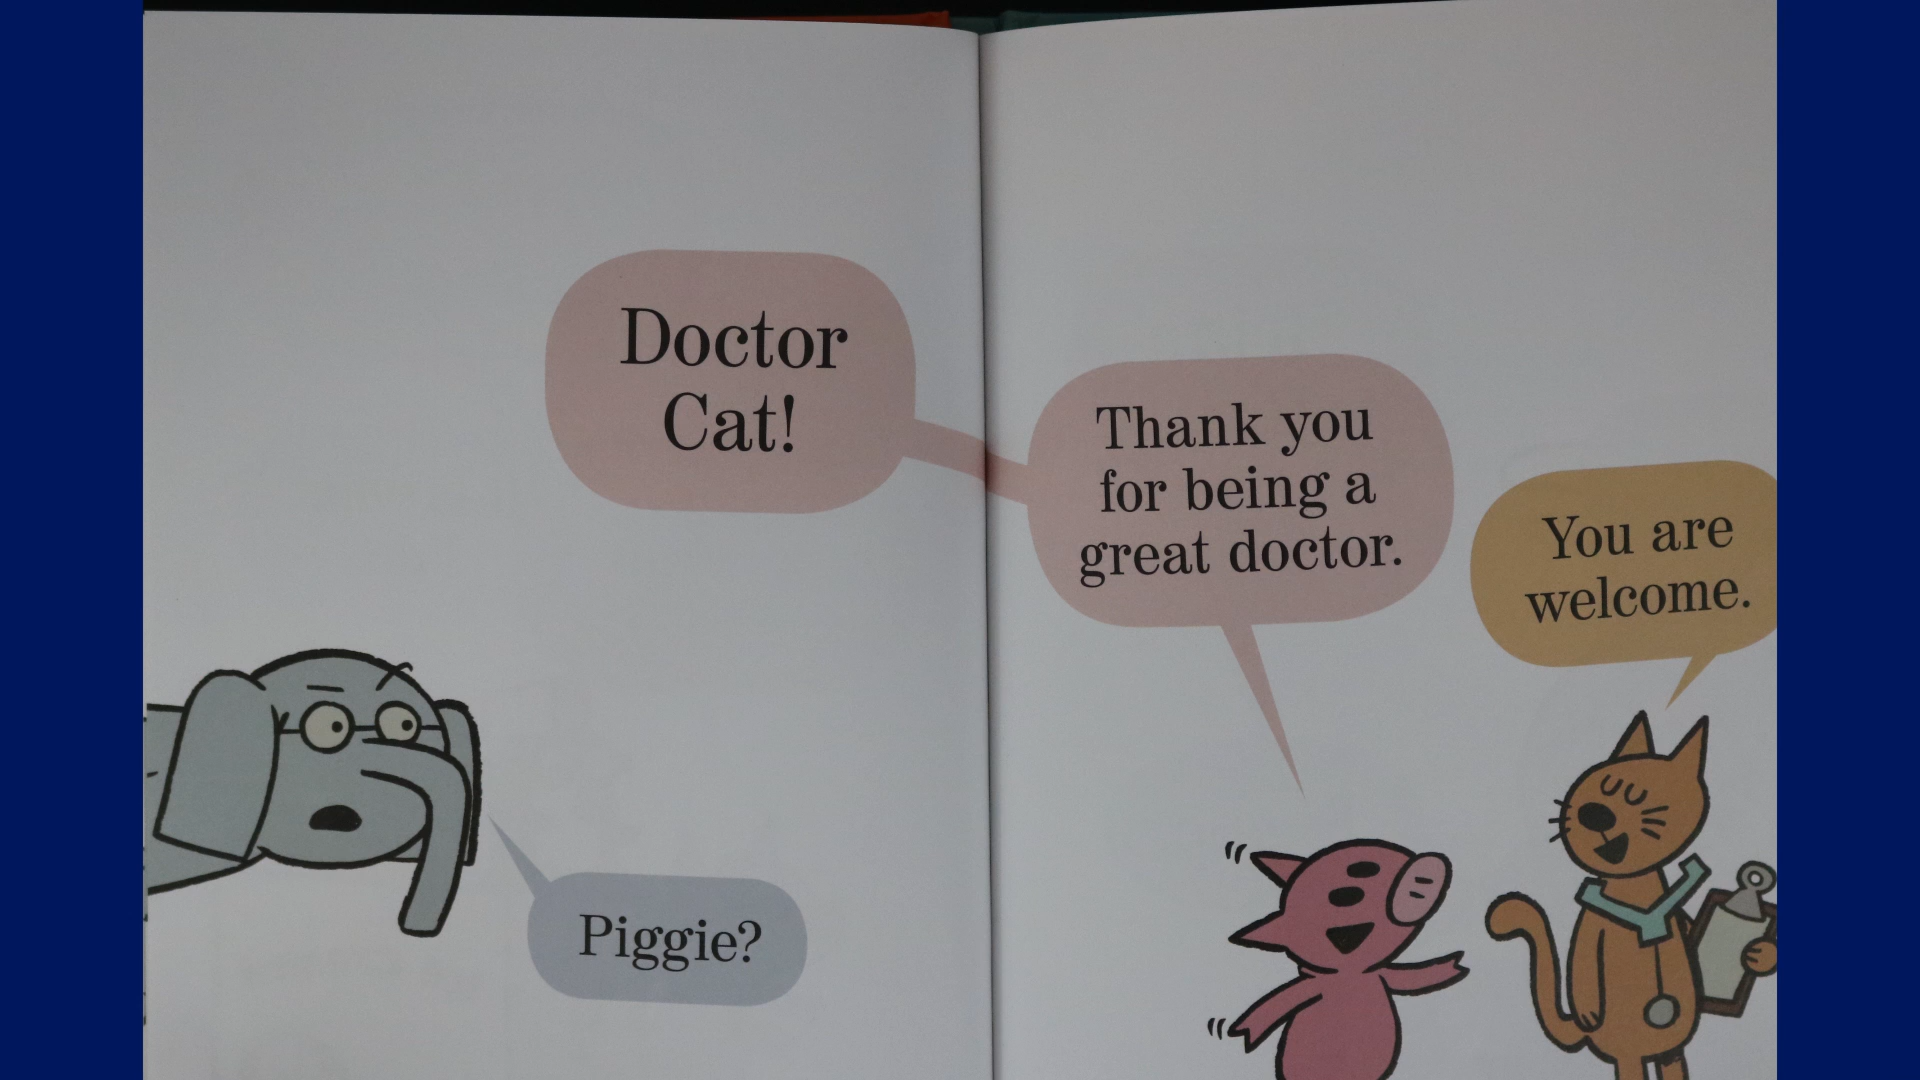 Doctor
Cat!
Thank you
for being a
great doctor.
You are
welcome.
Piggie?